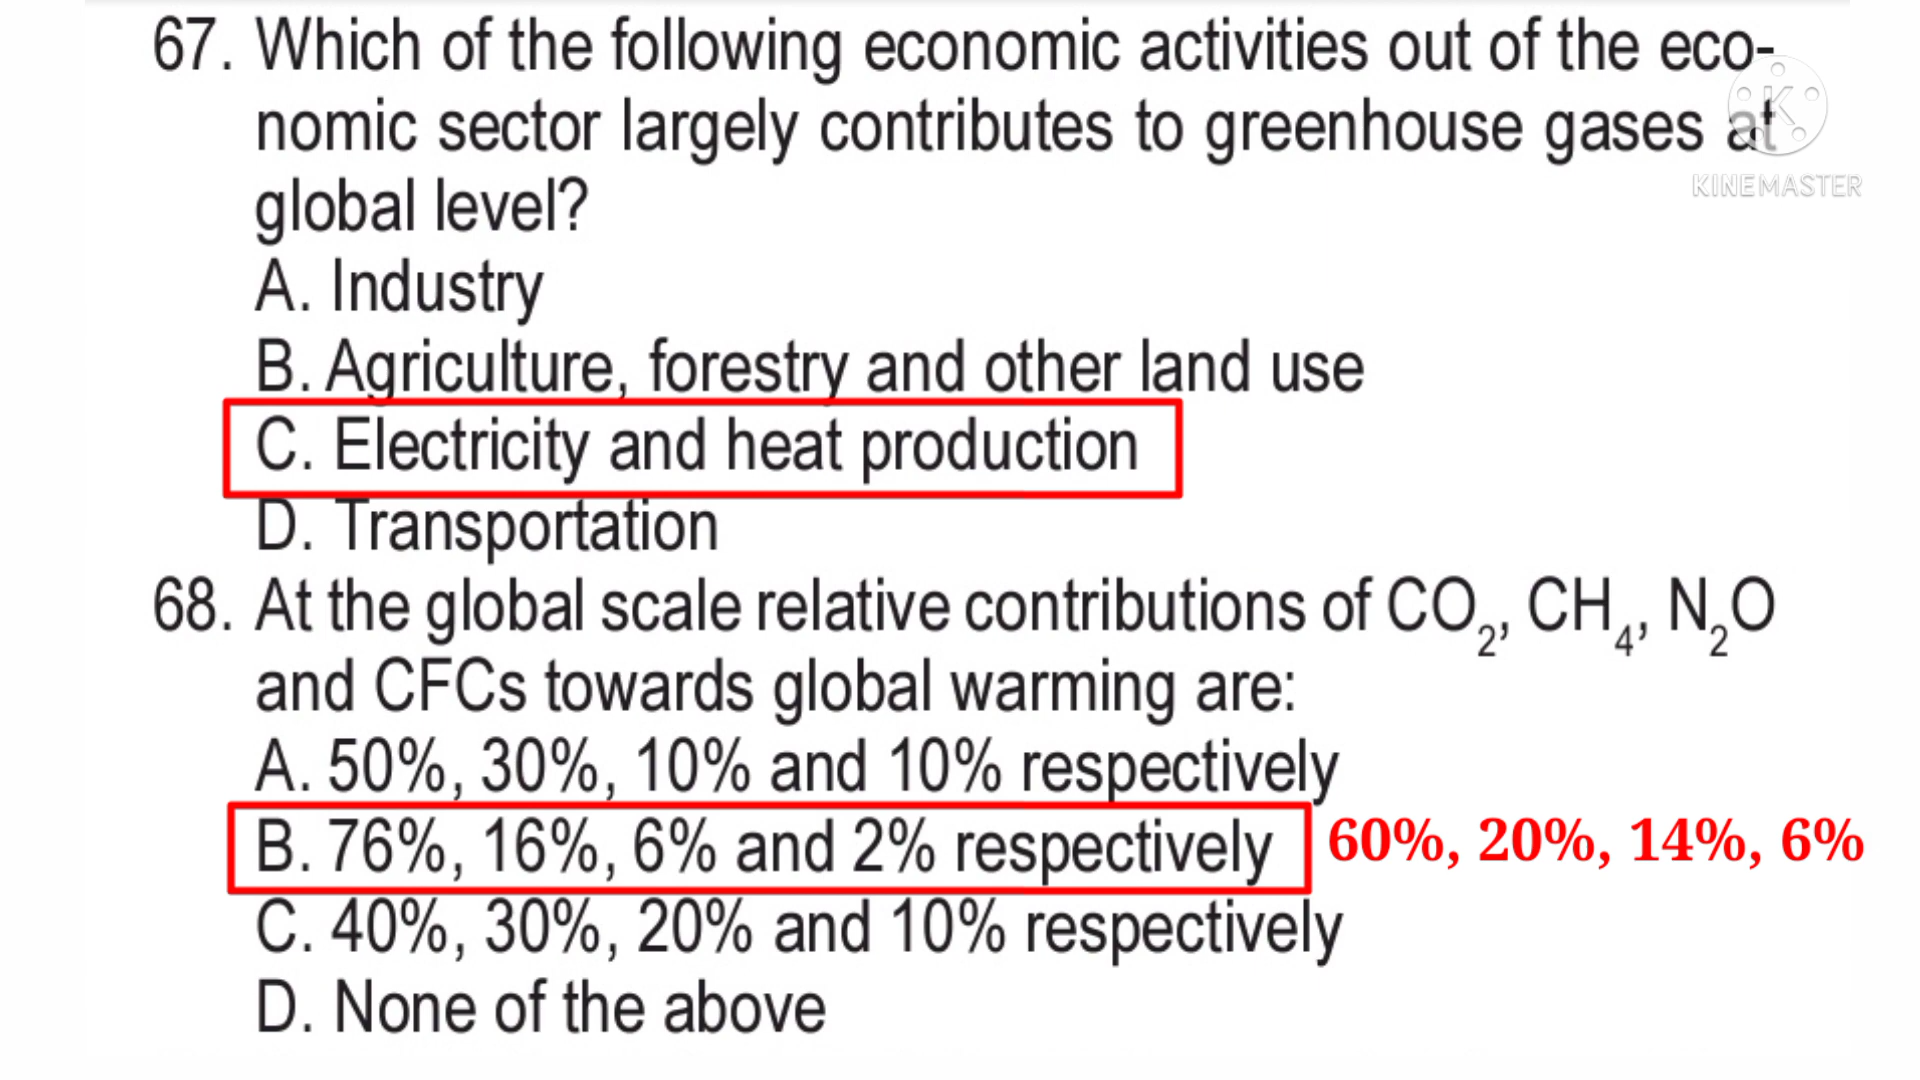 67. Which of the following economic activities out of the eco-
nomic sector largely contributes to greenhouse gases at
global level?
A. Industry
B. Agriculture, forestry and other land use
C. Electricity and heat production
D. Transportation
68. At the global scale relative contributions of CO₂, CH₄, N₂O
and CFCs towards global warming are:
A. 50%, 30%, 10% and 10% respectively
B. 76%, 16%, 6% and 2% respectively 60%, 20%, 14%, 6%
C. 40%, 30%, 20% and 10% respectively
D. None of the above
K
KINEMASTER